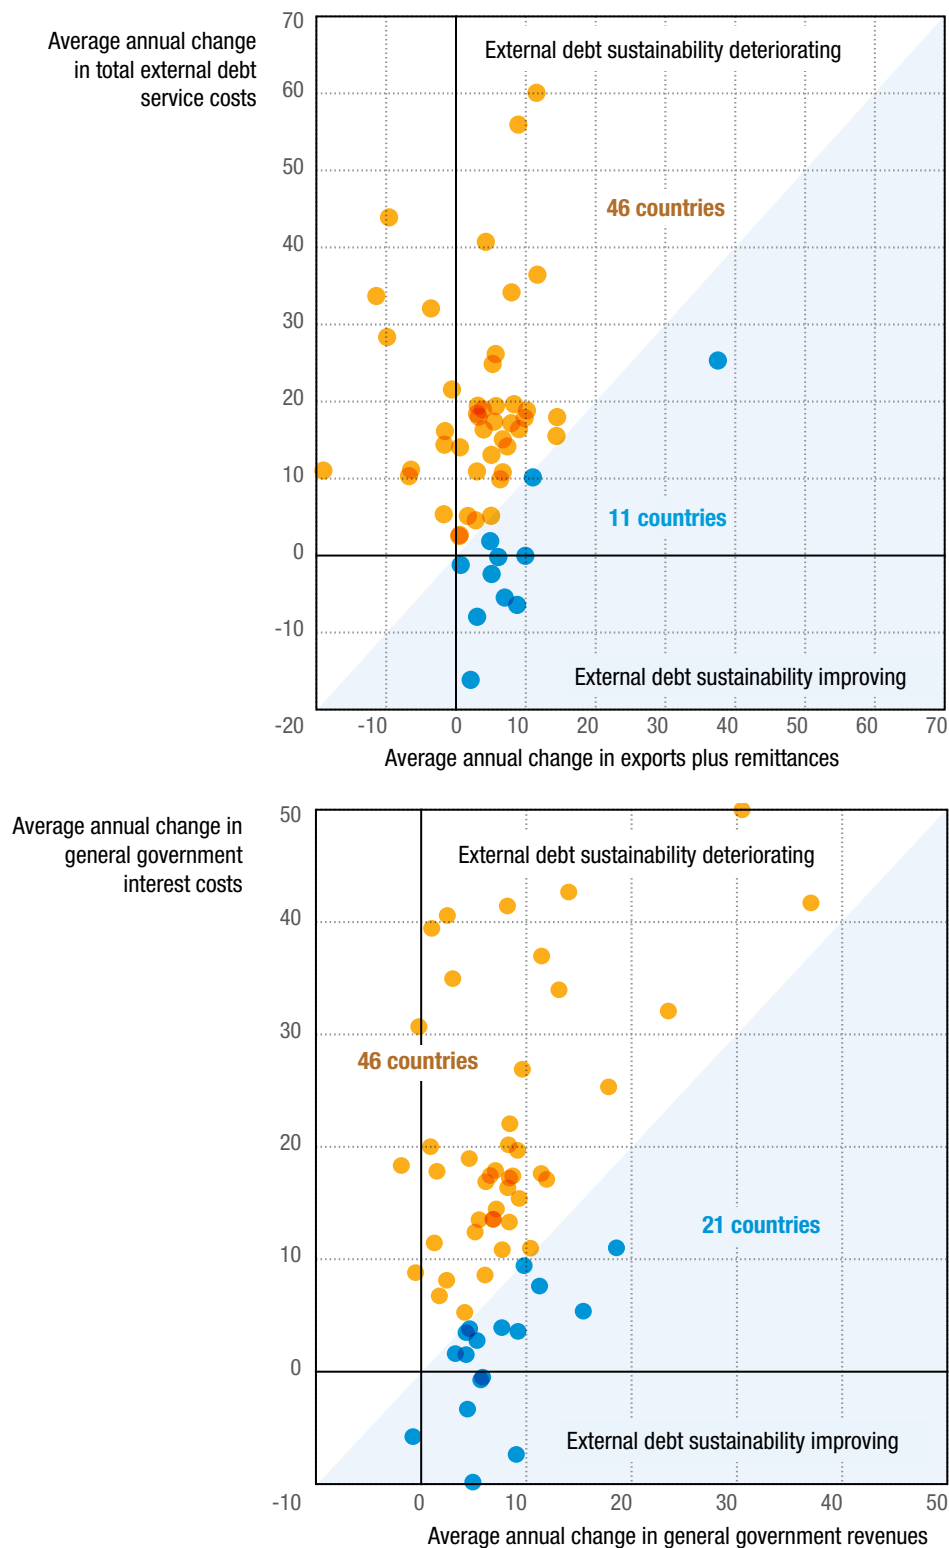 Average annual change
in total external debt
service costs
70
External debt sustainability deteriorating
60
50
46 countries
40
30
20
10
11 countries
0
-10
External debt sustainability improving
-20
-10
0
10
20
30
40
50
60
70
Average annual change in exports plus remittances
Average annual change in
general government
interest costs
50
External debt sustainability deteriorating
40
30
46 countries
20
21 countries
10
0
External debt sustainability improving
-10
0
10
20
30
40
50
Average annual change in general government revenues